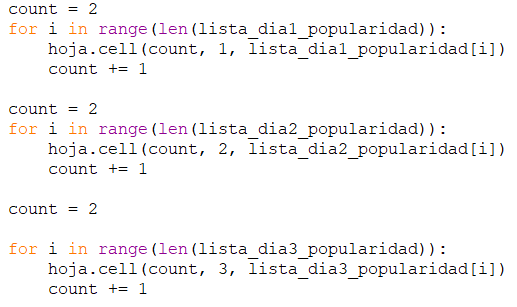 count = 2
for i in range(len(lista_dia1_popularidad)):
    hoja.cell(count, 1, lista_dia1_popularidad[i])
    count += 1

count = 2
for i in range(len(lista_dia2_popularidad)):
    hoja.cell(count, 2, lista_dia2_popularidad[i])
    count += 1

count = 2

for i in range(len(lista_dia3_popularidad)):
    hoja.cell(count, 3, lista_dia3_popularidad[i])
    count += 1